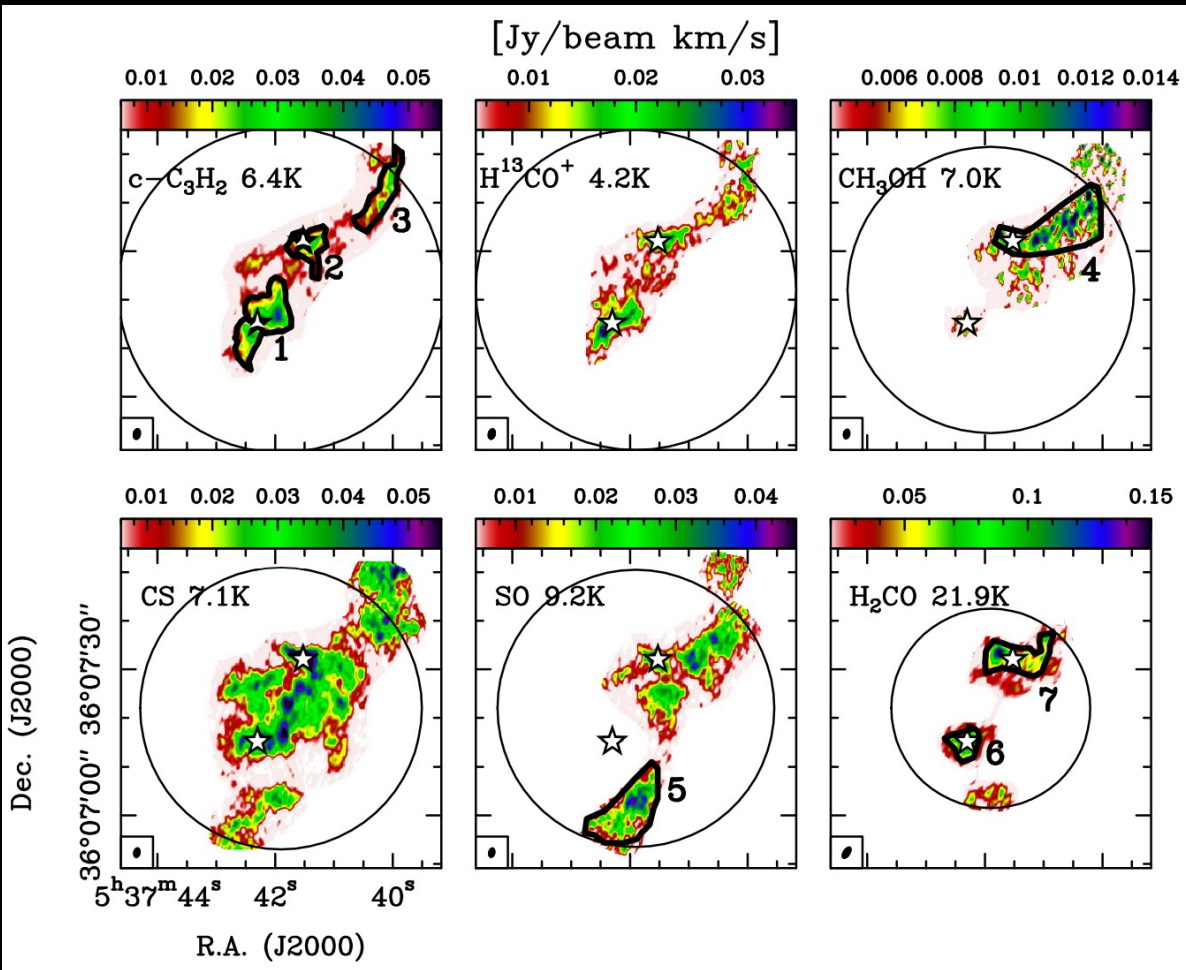 [Jy/beam km/s]
0.01 0.02 0.03 0.04 0.05
0.01 0.02 0.03
0.006 0.008 0.01 0.012 0.014
c−C₃H₂ 6.4K
3
2
1
H¹³CO⁺ 4.2K
CH₃OH 7.0K
4
0.01 0.02 0.03 0.04 0.05
0.01 0.02 0.03 0.04
0.05 0.1 0.15
CS 7.1K
SO 9.2K
5
H₂CO 21.9K
7
6
Dec. (J2000)
36°07'00" 36°07'30"
5ʰ37ᵐ44ˢ 42ˢ 40ˢ
R.A. (J2000)